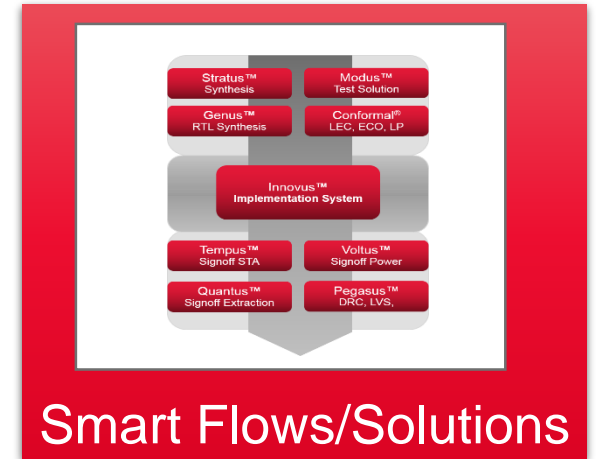 Stratus™
Synthesis
Modus™
Test Solution
Genus™
RTL Synthesis
Conformal®
LEC, ECO, LP
Innovus™
Implementation System
Tempus™
Signoff STA
Voltus™
Signoff Power
Quantus™
Signoff Extraction
Pegasus™
DRC, LVS,
Smart Flows/Solutions